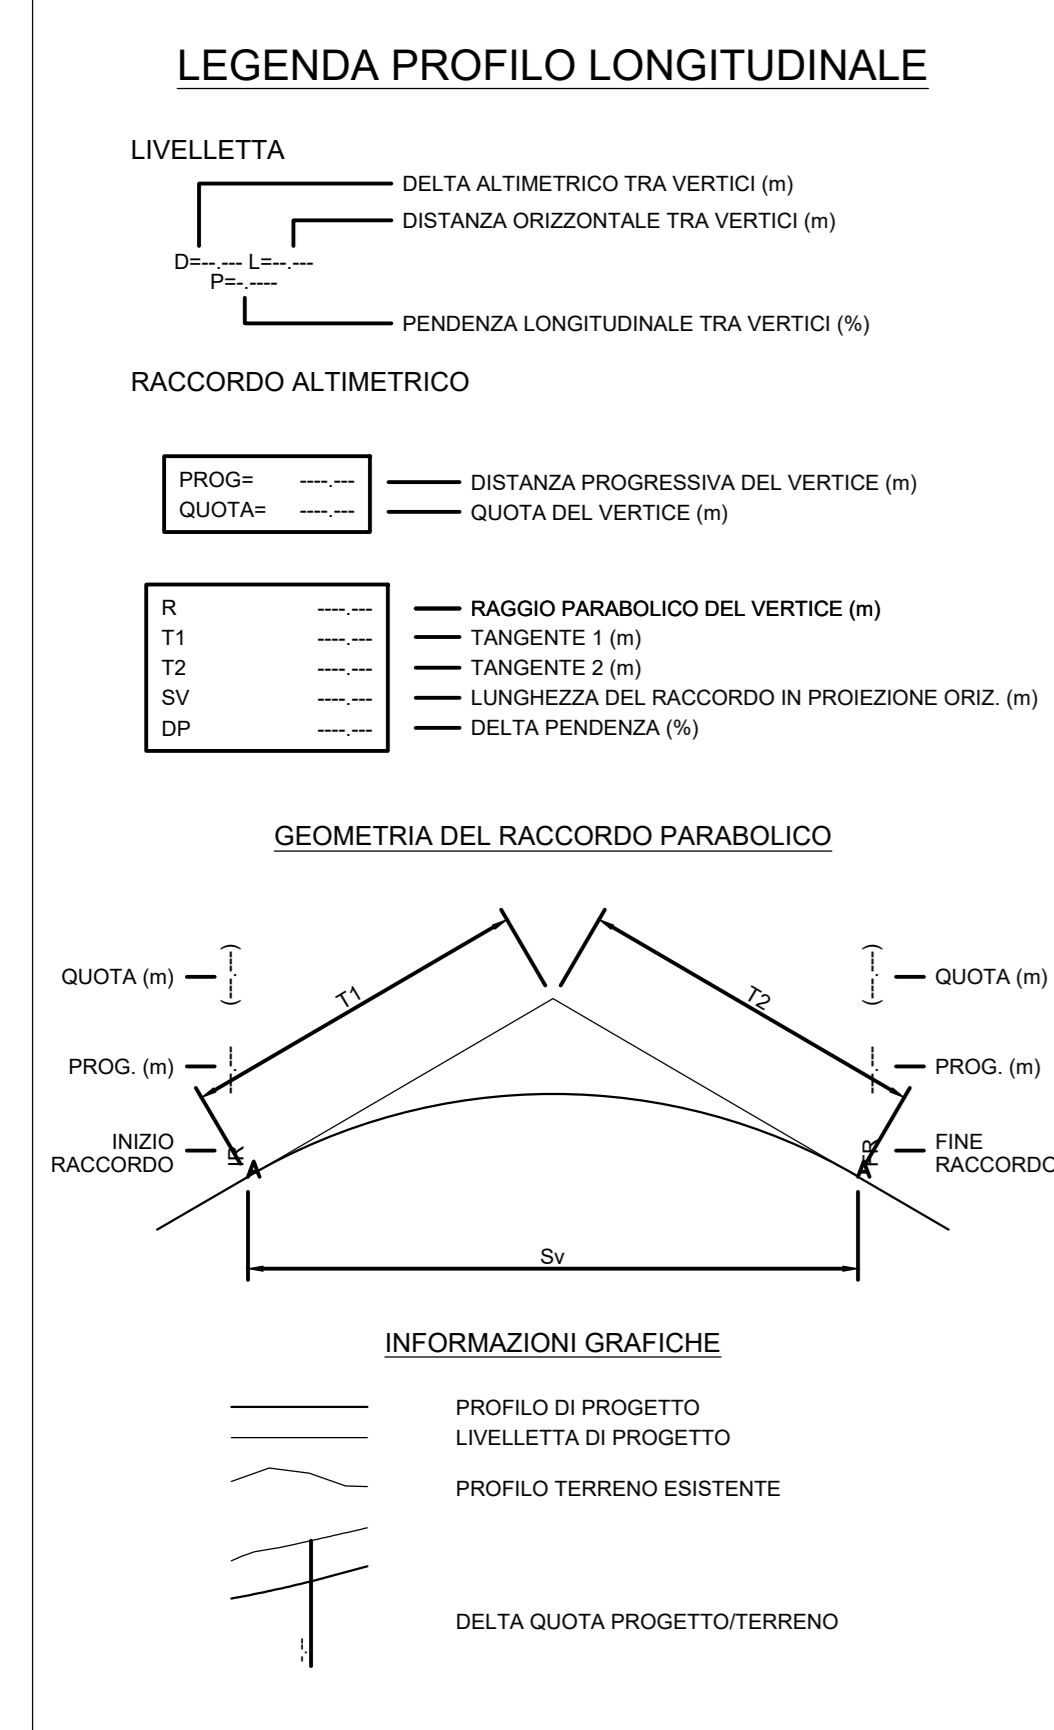 LEGENDA PROFILO LONGITUDINALE
LIVELLETTA
DELTA ALTIMETRICO TRA VERTICI (m)
DISTANZA ORIZZONTALE TRA VERTICI (m)
D=--.--- L=--.---
P=-.----
PENDENZA LONGITUDINALE TRA VERTICI (%)
RACCORDO ALTIMETRICO
PROG= ----.--- DISTANZA PROGRESSIVA DEL VERTICE (m)
QUOTA= ----.--- QUOTA DEL VERTICE (m)
R ----.--- RAGGIO PARABOLICO DEL VERTICE (m)
T1 ----.--- TANGENTE 1 (m)
T2 ----.--- TANGENTE 2 (m)
SV ----.--- LUNGHEZZA DEL RACCORDO IN PROIEZIONE ORIZ. (m)
DP ----.--- DELTA PENDENZA (%)
GEOMETRIA DEL RACCORDO PARABOLICO
QUOTA (m) (---.--) T1 T2 (---.--) QUOTA (m)
PROG. (m) ---.-- ---.-- PROG. (m)
INIZIO
RACCORDO
IR
FR
FINE
RACCORDO
Sv
INFORMAZIONI GRAFICHE
PROFILO DI PROGETTO
LIVELLETTA DI PROGETTO
PROFILO TERRENO ESISTENTE
DELTA QUOTA PROGETTO/TERRENO
--.--